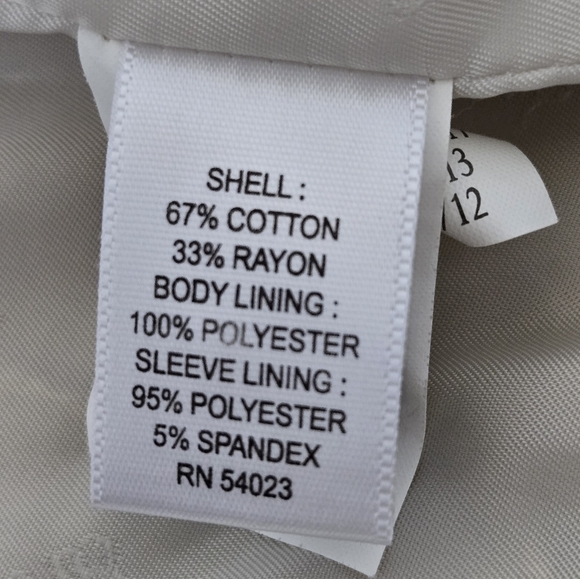 SHELL :
67% COTTON
33% RAYON
BODY LINING :
100% POLYESTER
SLEEVE LINING :
95% POLYESTER
5% SPANDEX
RN 54023
13
12